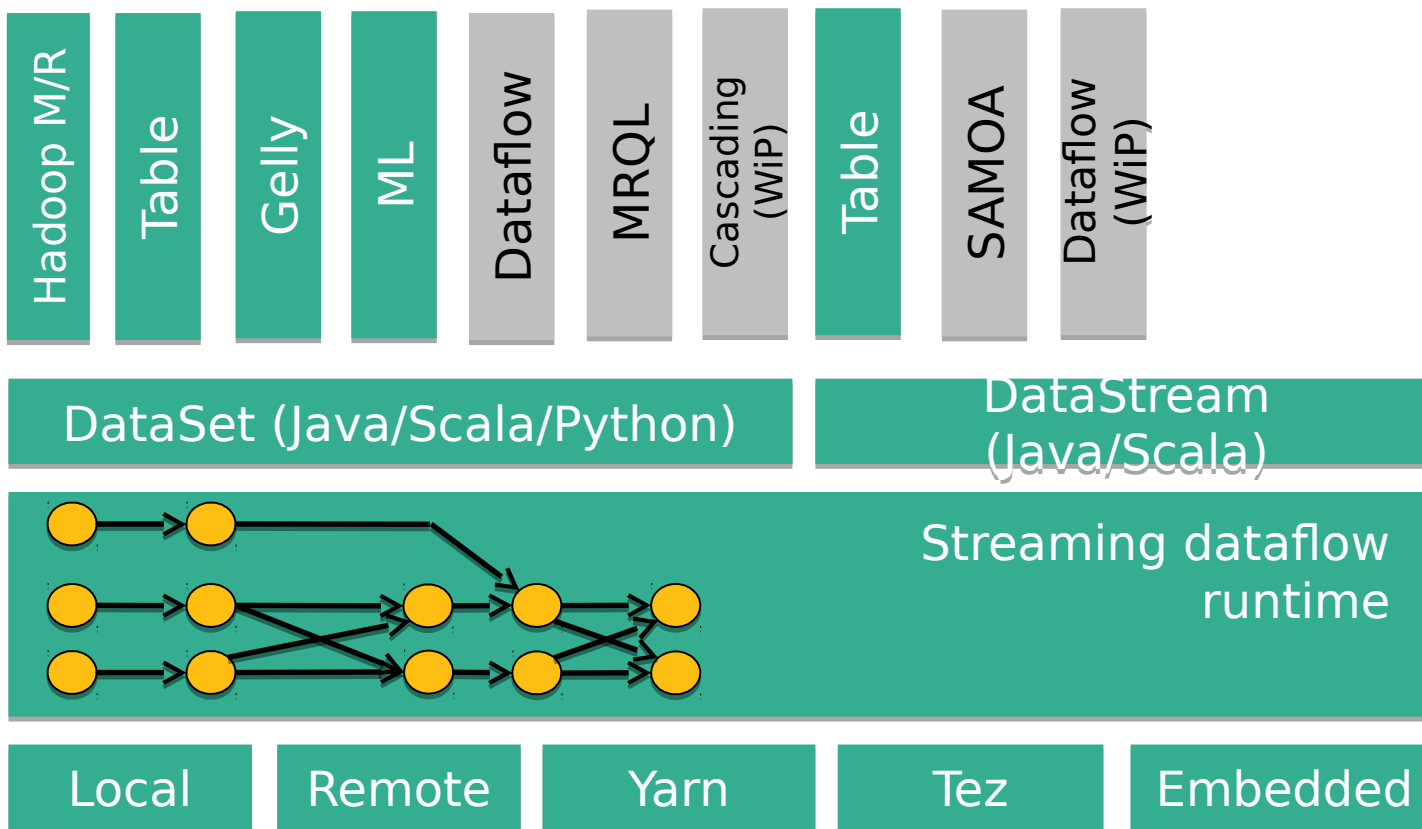 Hadoop M/R
Table
Gelly
ML
Dataflow
MRQL
Cascading
(WiP)
Table
SAMOA
Dataflow
(WiP)
DataSet (Java/Scala/Python)
DataStream
(Java/Scala)
Streaming dataflow
runtime
Local
Remote
Yarn
Tez
Embedded